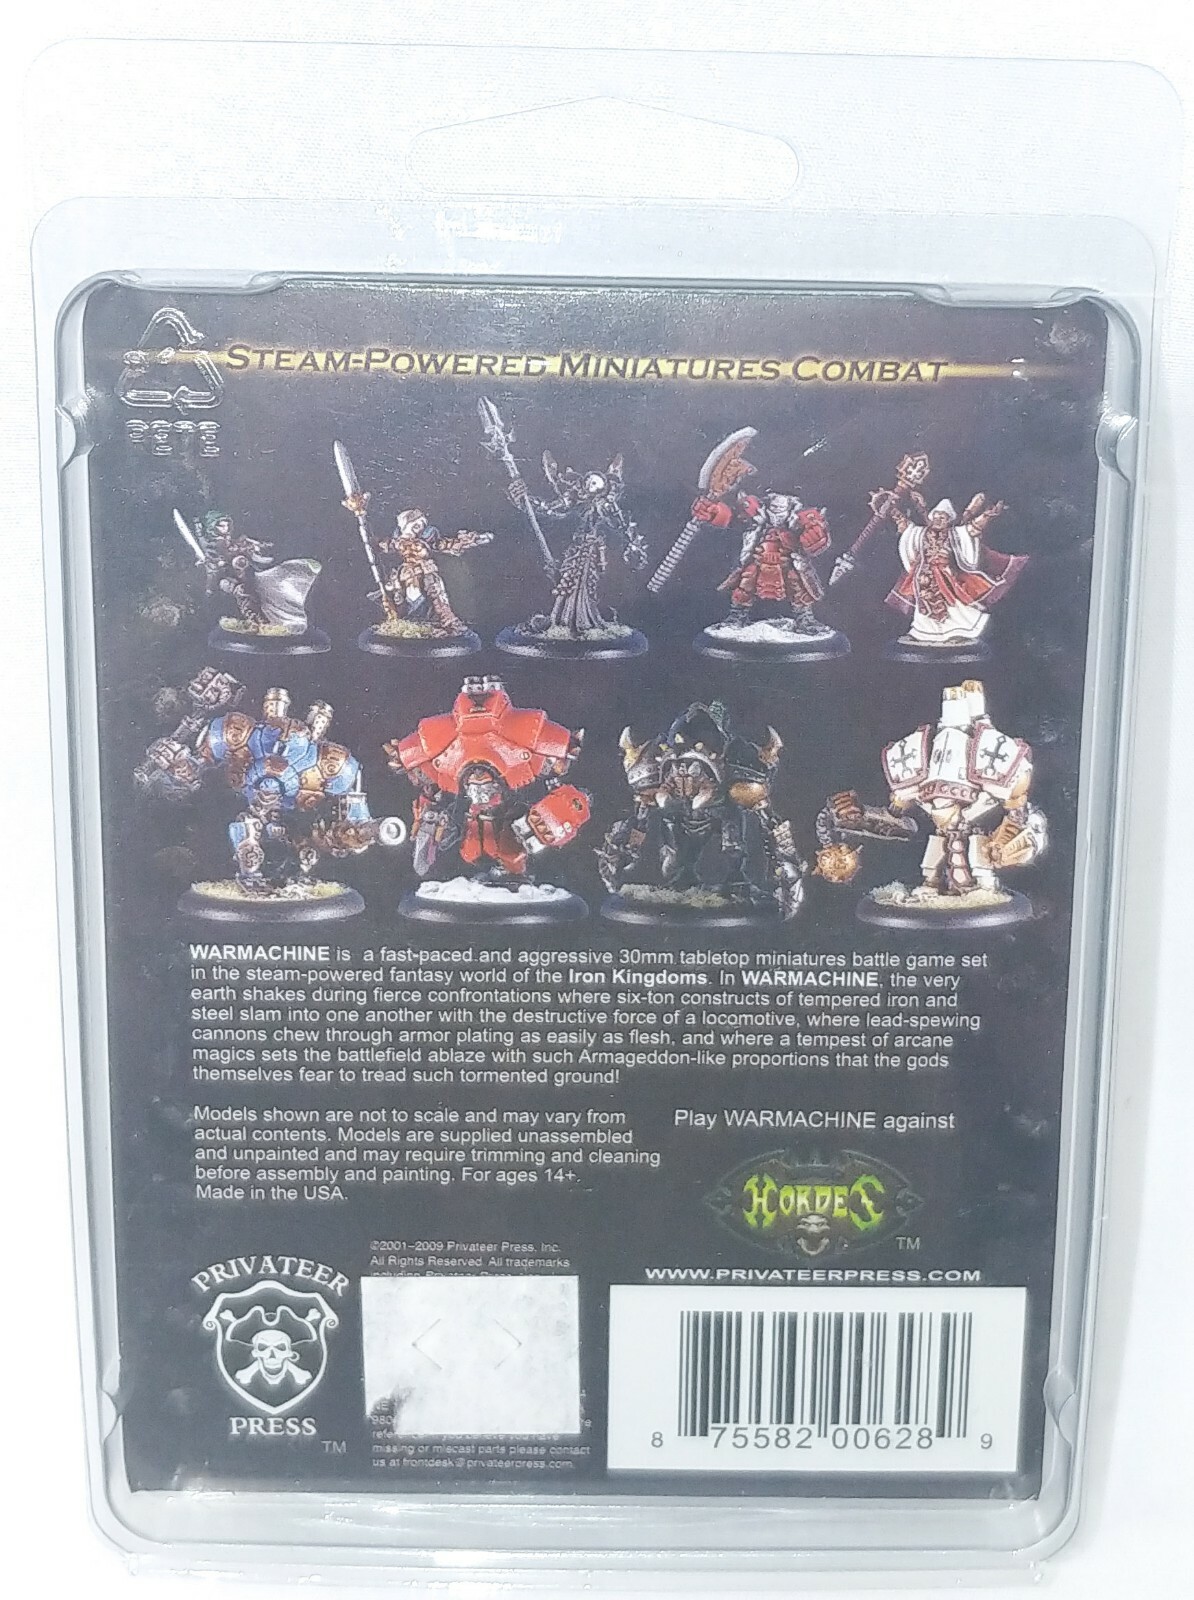 PETE
STEAM-POWERED MINIATURES COMBAT
WARMACHINE is a fast-paced and aggressive 30mm tabletop miniatures battle game set
in the steam-powered fantasy world of the Iron Kingdoms. In WARMACHINE, the very
earth shakes during fierce confrontations where six-ton constructs of tempered iron and
steel slam into one another with the destructive force of a locomotive, where lead-spewing
cannons chew through armor plating as easily as flesh, and where a tempest of arcane
magics sets the battlefield ablaze with such Armageddon-like proportions that the gods
themselves fear to tread such tormented ground!
Models shown are not to scale and may vary from
actual contents. Models are supplied unassembled
and unpainted and may require trimming and cleaning
before assembly and painting. For ages 14+.
Made in the USA.
Play WARMACHINE against
HORDES
TM
PRIVATEER
PRESS
TM
©2001-2009 Privateer Press, Inc.
All Rights Reserved. All trademarks
including Privateer Press
missing or miscast parts please contact
us at frontdesk@privateerpress.com
WWW.PRIVATEERPRESS.COM
8 75582 00628 9